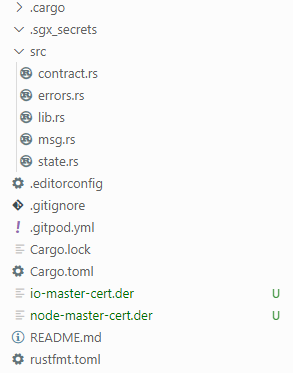 .cargo
.sgx_secrets
src
contract.rs
errors.rs
lib.rs
msg.rs
state.rs
.editorconfig
.gitignore
.gitpod.yml
Cargo.lock
Cargo.toml
io-master-cert.der U
node-master-cert.der U
README.md
rustfmt.toml